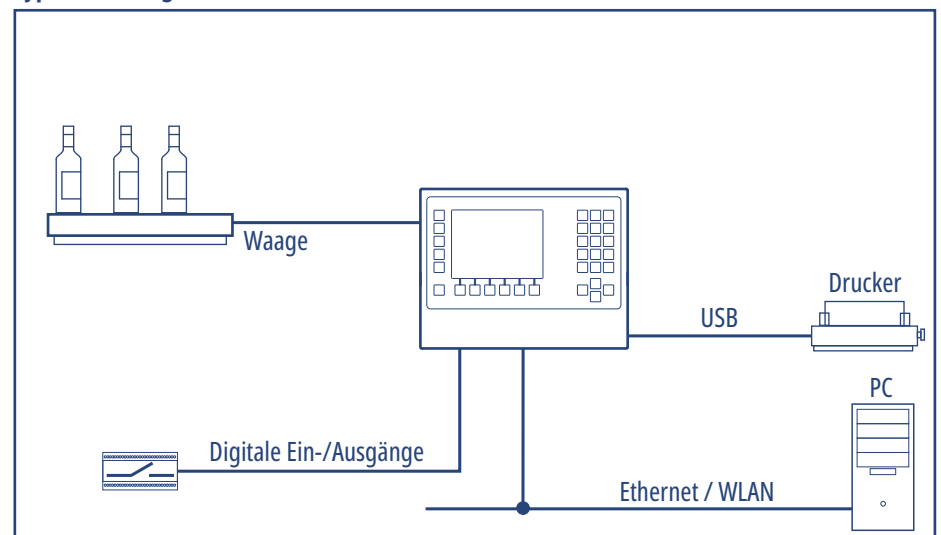 Waage
Drucker
USB
PC
Digitale Ein-/Ausgänge
Ethernet / WLAN